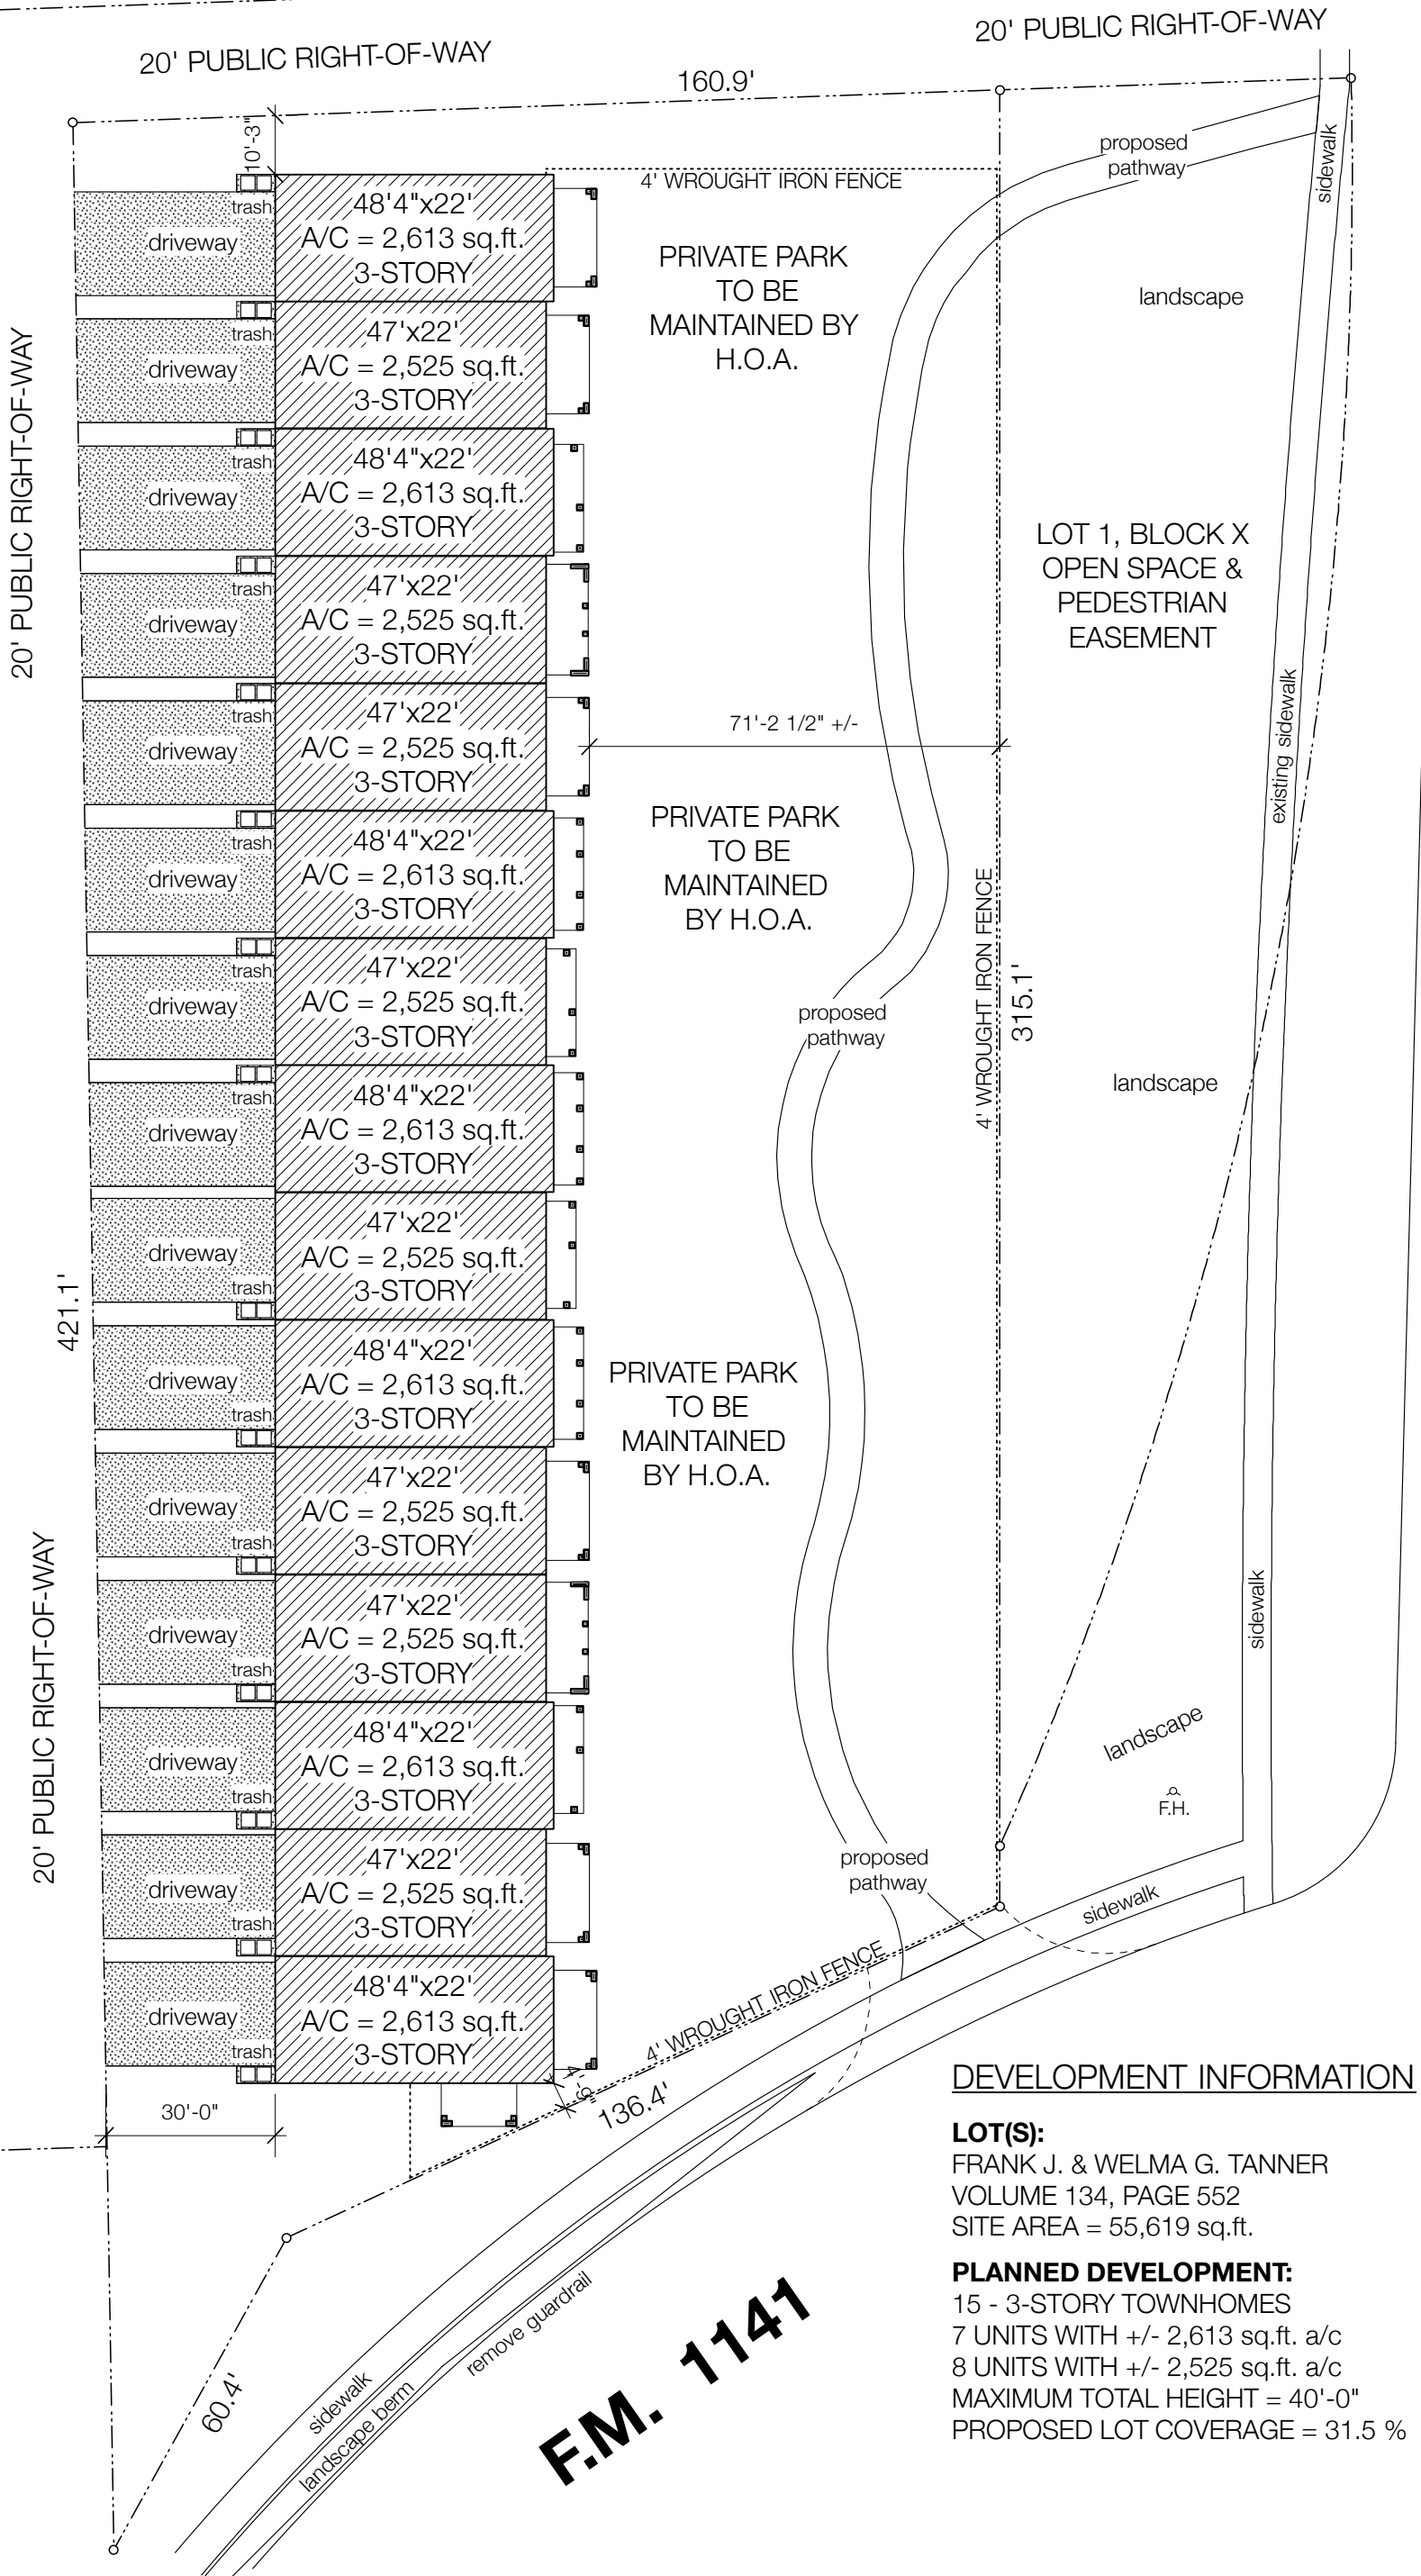 20' PUBLIC RIGHT-OF-WAY
20' PUBLIC RIGHT-OF-WAY
160.9'
10'-3"
proposed
pathway
sidewalk
4' WROUGHT IRON FENCE
trash
driveway
48'4"x22'
A/C = 2,613 sq.ft.
3-STORY
PRIVATE PARK
TO BE
MAINTAINED BY
H.O.A.
landscape
20' PUBLIC RIGHT-OF-WAY
trash
driveway
47'x22'
A/C = 2,525 sq.ft.
3-STORY
trash
driveway
48'4"x22'
A/C = 2,613 sq.ft.
3-STORY
LOT 1, BLOCK X
OPEN SPACE &
PEDESTRIAN
EASEMENT
trash
driveway
47'x22'
A/C = 2,525 sq.ft.
3-STORY
trash
driveway
47'x22'
A/C = 2,525 sq.ft.
3-STORY
71'-2 1/2" +/-
existing sidewalk
trash
driveway
48'4"x22'
A/C = 2,613 sq.ft.
3-STORY
PRIVATE PARK
TO BE
MAINTAINED
BY H.O.A.
4' WROUGHT IRON FENCE
315.1'
trash
driveway
47'x22'
A/C = 2,525 sq.ft.
3-STORY
proposed
pathway
trash
driveway
48'4"x22'
A/C = 2,613 sq.ft.
3-STORY
landscape
driveway
trash
47'x22'
A/C = 2,525 sq.ft.
3-STORY
421.1'
driveway
trash
48'4"x22'
A/C = 2,613 sq.ft.
3-STORY
PRIVATE PARK
TO BE
MAINTAINED
BY H.O.A.
driveway
trash
47'x22'
A/C = 2,525 sq.ft.
3-STORY
20' PUBLIC RIGHT-OF-WAY
driveway
trash
47'x22'
A/C = 2,525 sq.ft.
3-STORY
sidewalk
driveway
trash
48'4"x22'
A/C = 2,613 sq.ft.
3-STORY
landscape
F.H.
driveway
trash
47'x22'
A/C = 2,525 sq.ft.
3-STORY
proposed
pathway
sidewalk
driveway
trash
48'4"x22'
A/C = 2,613 sq.ft.
3-STORY
4' WROUGHT IRON FENCE
4'-6"
136.4'
30'-0"
60.4'
sidewalk
landscape berm
remove guardrail
F.M. 1141
DEVELOPMENT INFORMATION
LOT(S):
FRANK J. & WELMA G. TANNER
VOLUME 134, PAGE 552
SITE AREA = 55,619 sq.ft.
PLANNED DEVELOPMENT:
15 - 3-STORY TOWNHOMES
7 UNITS WITH +/- 2,613 sq.ft. a/c
8 UNITS WITH +/- 2,525 sq.ft. a/c
MAXIMUM TOTAL HEIGHT = 40'-0"
PROPOSED LOT COVERAGE = 31.5 %